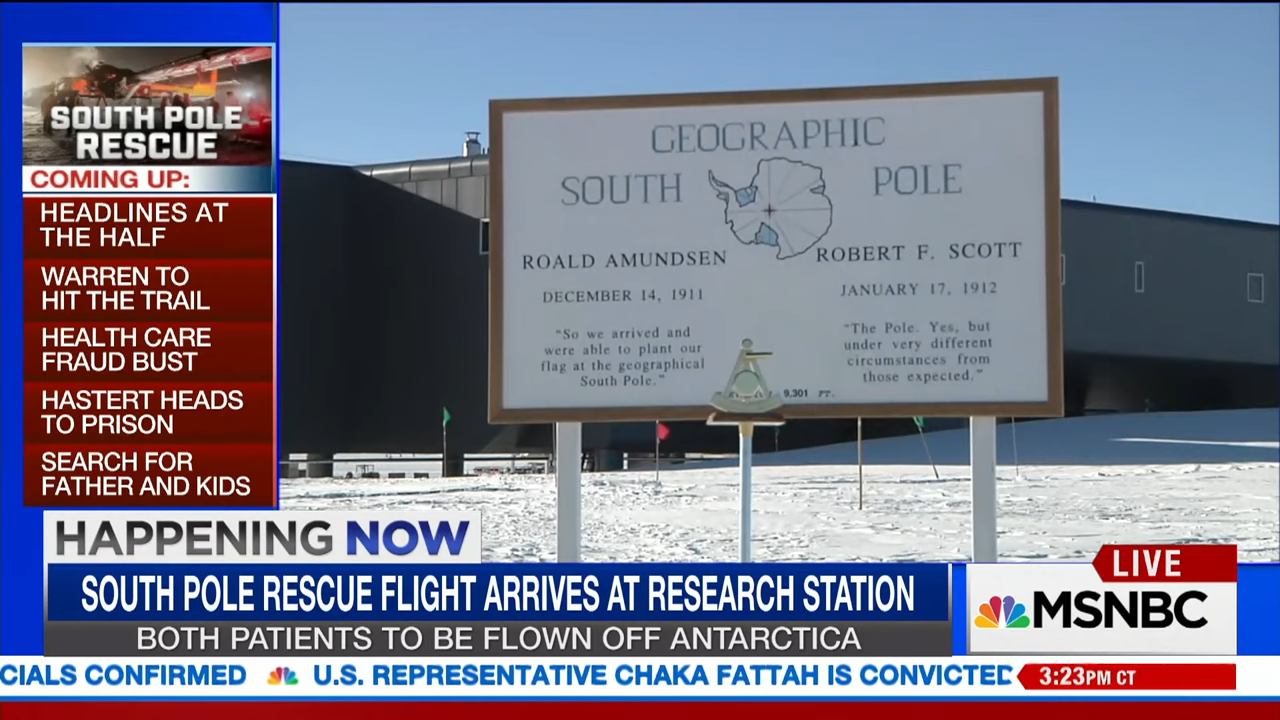 SOUTH POLE
RESCUE
COMING UP:
HEADLINES AT
THE HALF
WARREN TO
HIT THE TRAIL
HEALTH CARE
FRAUD BUST
HASTERT HEADS
TO PRISON
SEARCH FOR
FATHER AND KIDS
GEOGRAPHIC
SOUTH POLE
ROALD AMUNDSEN
DECEMBER 14, 1911
"So we arrived and
were able to plant our
flag at the geographical
South Pole."
ROBERT F. SCOTT
JANUARY 17, 1912
"The Pole. Yes, but
under very different
circumstances from
those expected."
9,301 FT.
HAPPENING NOW
SOUTH POLE RESCUE FLIGHT ARRIVES AT RESEARCH STATION
BOTH PATIENTS TO BE FLOWN OFF ANTARCTICA
LIVE
MSNBC
CIALS CONFIRMED U.S. REPRESENTATIVE CHAKA FATTAH IS CONVICTED
3:23PM CT